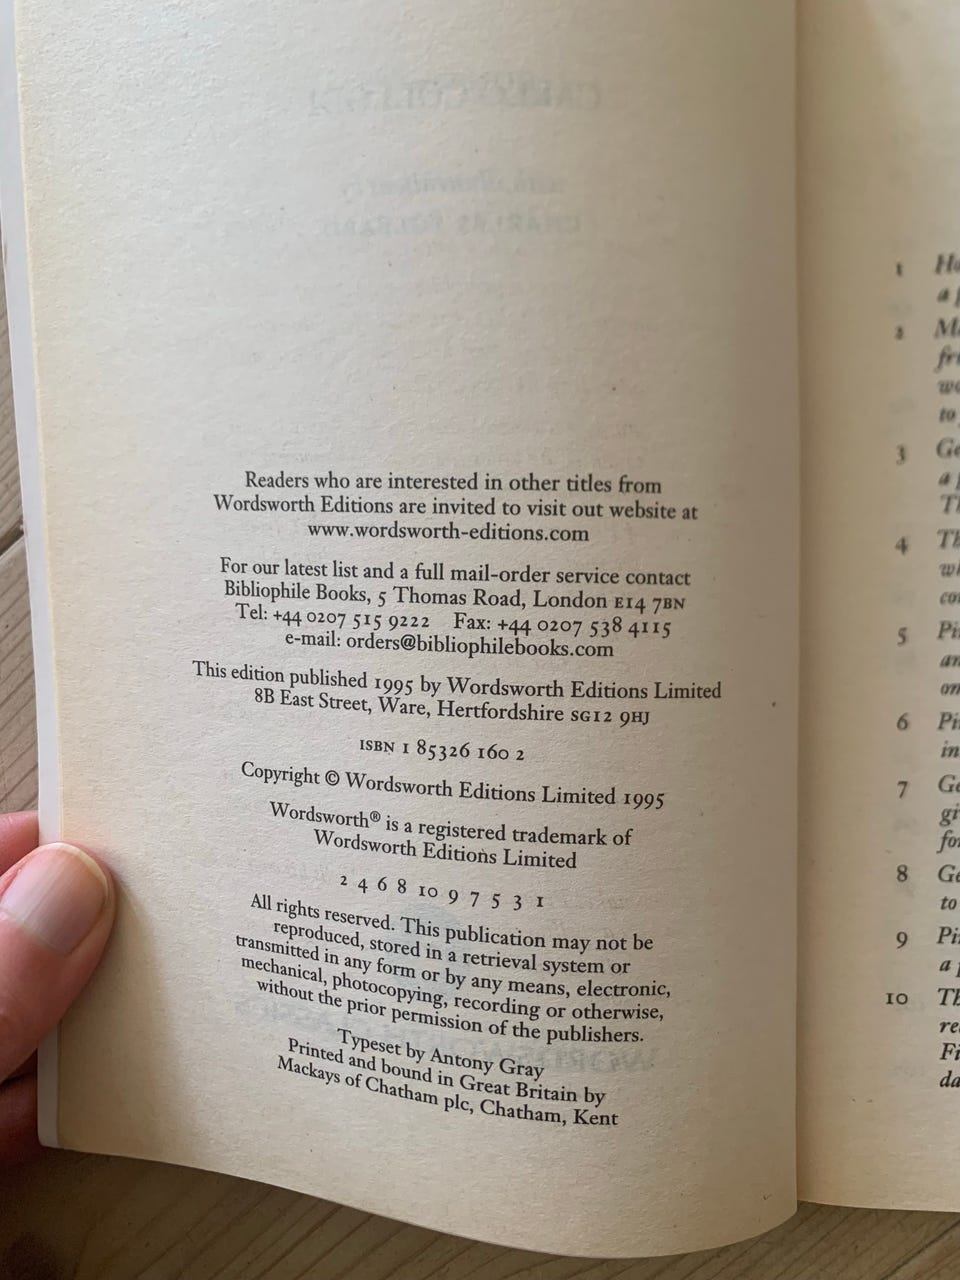 Readers who are interested in other titles from
Wordsworth Editions are invited to visit out website at
www.wordsworth-editions.com
For our latest list and a full mail-order service contact
Bibliophile Books, 5 Thomas Road, London E14 7BN
Tel: +44 0207 515 9222 Fax: +44 0207 538 4115
e-mail: orders@bibliophilebooks.com
This edition published 1995 by Wordsworth Editions Limited
8B East Street, Ware, Hertfordshire SG12 9HJ
ISBN 1 85326 160 2
Copyright © Wordsworth Editions Limited 1995
Wordsworth® is a registered trademark of
Wordsworth Editions Limited
2 4 6 8 10 9 7 5 3 1
All rights reserved. This publication may not be
reproduced, stored in a retrieval system or
transmitted in any form or by any means, electronic,
mechanical, photocopying, recording or otherwise,
without the prior permission of the publishers.
Typeset by Antony Gray
Printed and bound in Great Britain by
Mackays of Chatham plc, Chatham, Kent
1
a
2
to
3
a
4
5
6
in
7
8
to
9
a
10